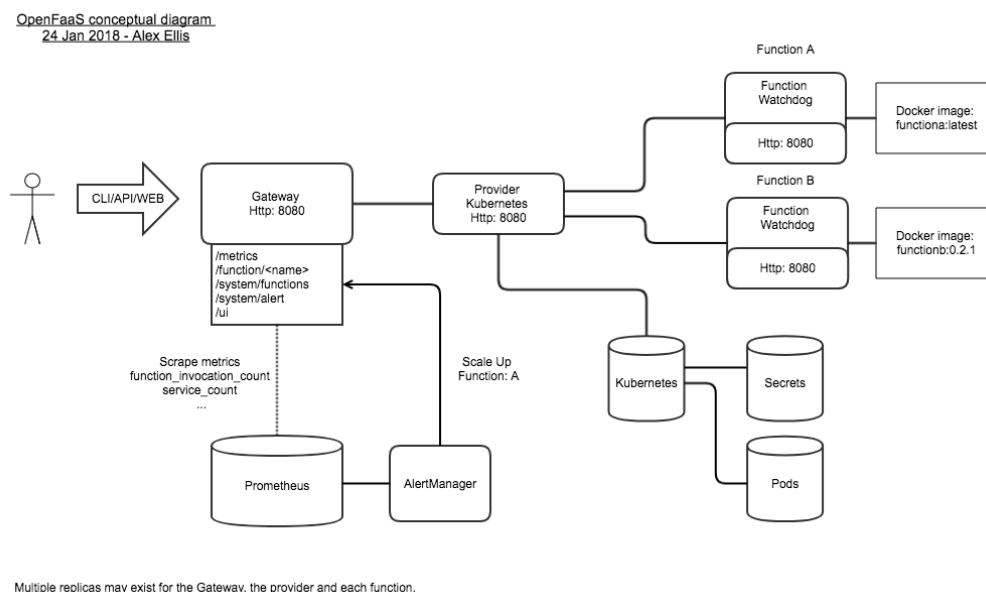 OpenFaaS conceptual diagram
24 Jan 2018 - Alex Ellis
Function A
Function
Watchdog
Http: 8080
Docker image:
functiona:latest
CLI/API/WEB
Gateway
Http: 8080
Provider
Kubernetes
Http: 8080
Function B
Function
Watchdog
Http: 8080
Docker image:
functionb:0.2.1
/metrics
/function/<name>
/system/functions
/system/alert
/ui
Scrape metrics
function_invocation_count
service_count
...
Scale Up
Function: A
Kubernetes
Secrets
Prometheus
AlertManager
Pods
Multiple replicas may exist for the Gateway, the provider and each function.